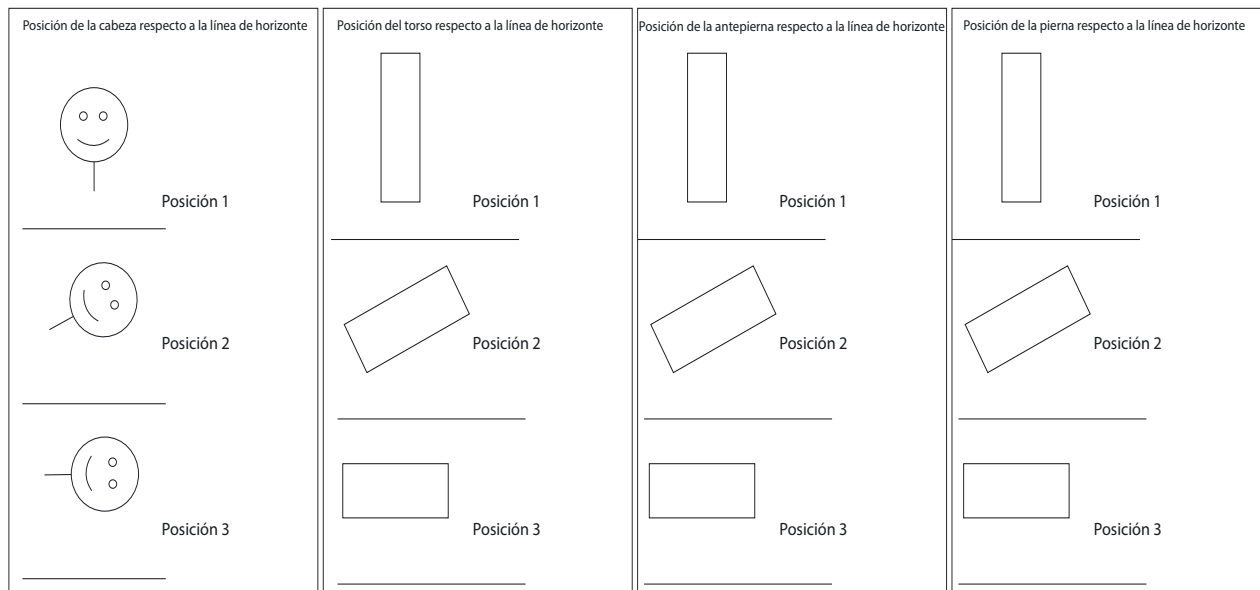 Posición de la cabeza respecto a la línea de horizonte
Posición 1
Posición 2
Posición 3
Posición del torso respecto a la línea de horizonte
Posición 1
Posición 2
Posición 3
Posición de la antepierna respecto a la línea de horizonte
Posición 1
Posición 2
Posición 3
Posición de la pierna respecto a la línea de horizonte
Posición 1
Posición 2
Posición 3